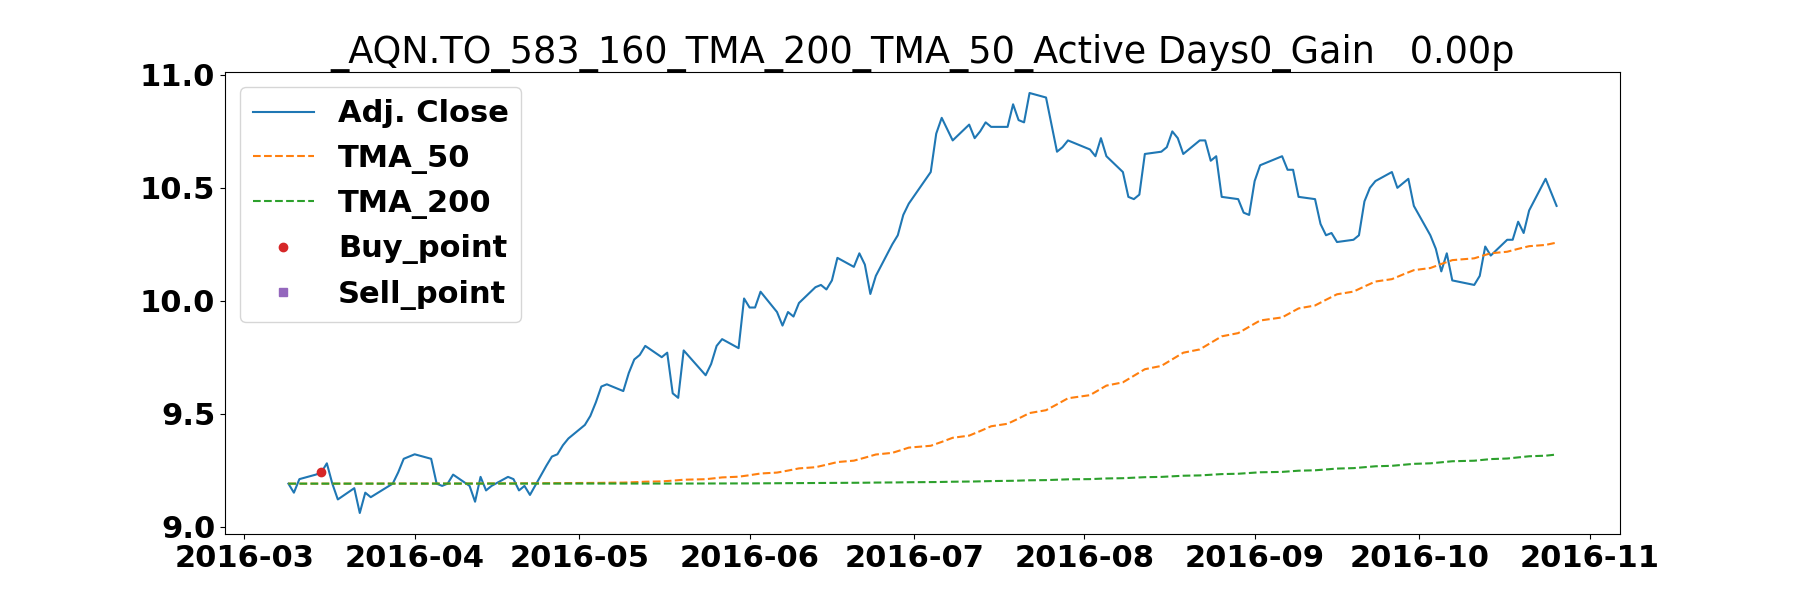 _AQN.TO_583_160_TMA_200_TMA_50_Active Days0_Gain   0.00p
11.0
10.5
10.0
9.5
9.0
Adj. Close
TMA_50
TMA_200
Buy_point
Sell_point
2016-03 2016-04 2016-05 2016-06 2016-07 2016-08 2016-09 2016-10 2016-11